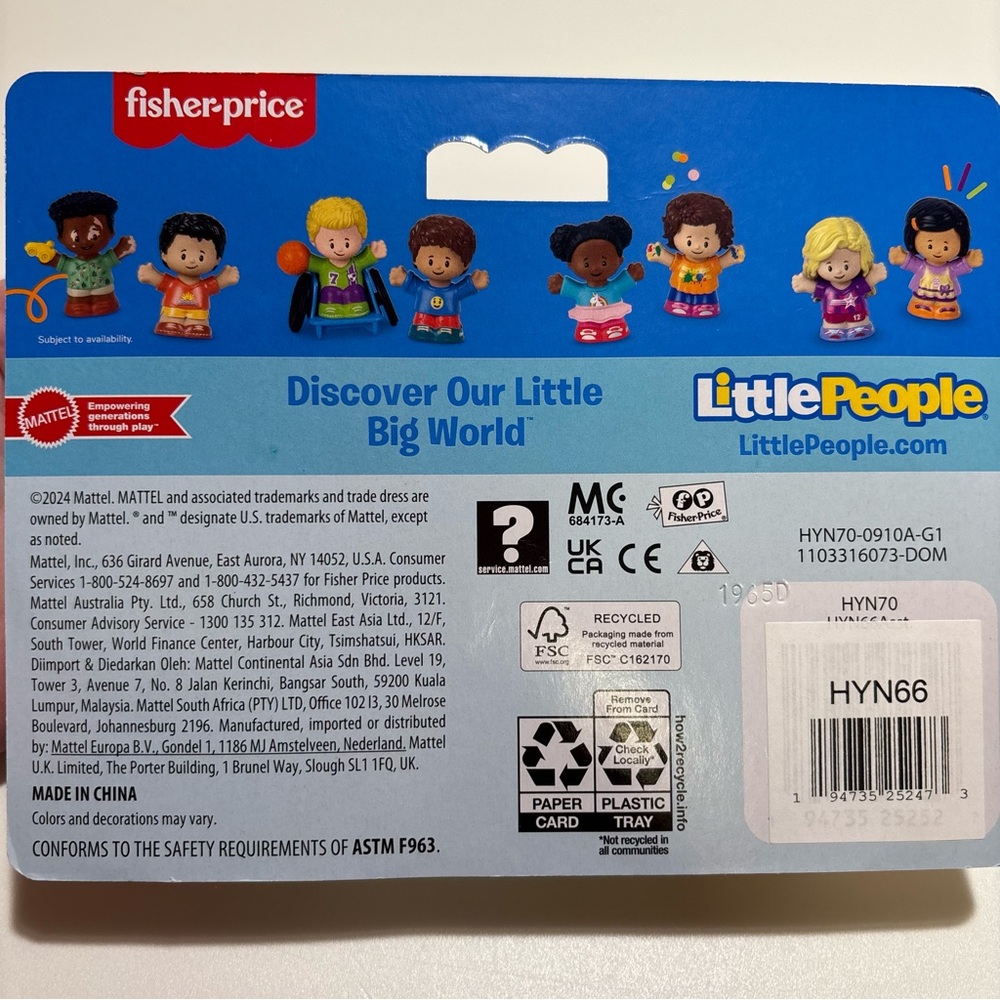 fisher-price
7
Subject to availability.
12
MATTEL
Empowering
generations
through play™
Discover Our Little
Big World™
LittlePeople®
LittlePeople.com
©2024 Mattel. MATTEL and associated trademarks and trade dress are
owned by Mattel. ® and ™ designate U.S. trademarks of Mattel, except
as noted.
Mattel, Inc., 636 Girard Avenue, East Aurora, NY 14052, U.S.A. Consumer
Services 1-800-524-8697 and 1-800-432-5437 for Fisher Price products.
Mattel Australia Pty. Ltd., 658 Church St., Richmond, Victoria, 3121.
Consumer Advisory Service - 1300 135 312. Mattel East Asia Ltd., 12/F,
South Tower, World Finance Center, Harbour City, Tsimshatsui, HKSAR.
Diimport & Diedarkan Oleh: Mattel Continental Asia Sdn Bhd. Level 19,
Tower 3, Avenue 7, No. 8 Jalan Kerinchi, Bangsar South, 59200 Kuala
Lumpur, Malaysia. Mattel South Africa (PTY) LTD, Office 102 I3, 30 Melrose
Boulevard, Johannesburg 2196. Manufactured, imported or distributed
by: Mattel Europa B.V., Gondel 1, 1186 MJ Amstelveen, Nederland. Mattel
U.K. Limited, The Porter Building, 1 Brunel Way, Slough SL1 1FQ, UK.
MADE IN CHINA
Colors and decorations may vary.
CONFORMS TO THE SAFETY REQUIREMENTS OF ASTM F963.
?
service.mattel.com
MC
684173-A
FP
Fisher-Price®
UK
CA
CE
FSC™
www.fsc.org
RECYCLED
Packaging made from
recycled material
FSC™ C162170
Remove
From Card
Check
Locally*
PAPER
CARD
PLASTIC
TRAY
how2recycle.info
*Not recycled in
all communities
HYN70-0910A-G1
1103316073-DOM
1965D
HYN70
HYN66
1 94735 25247 3
94735 25232